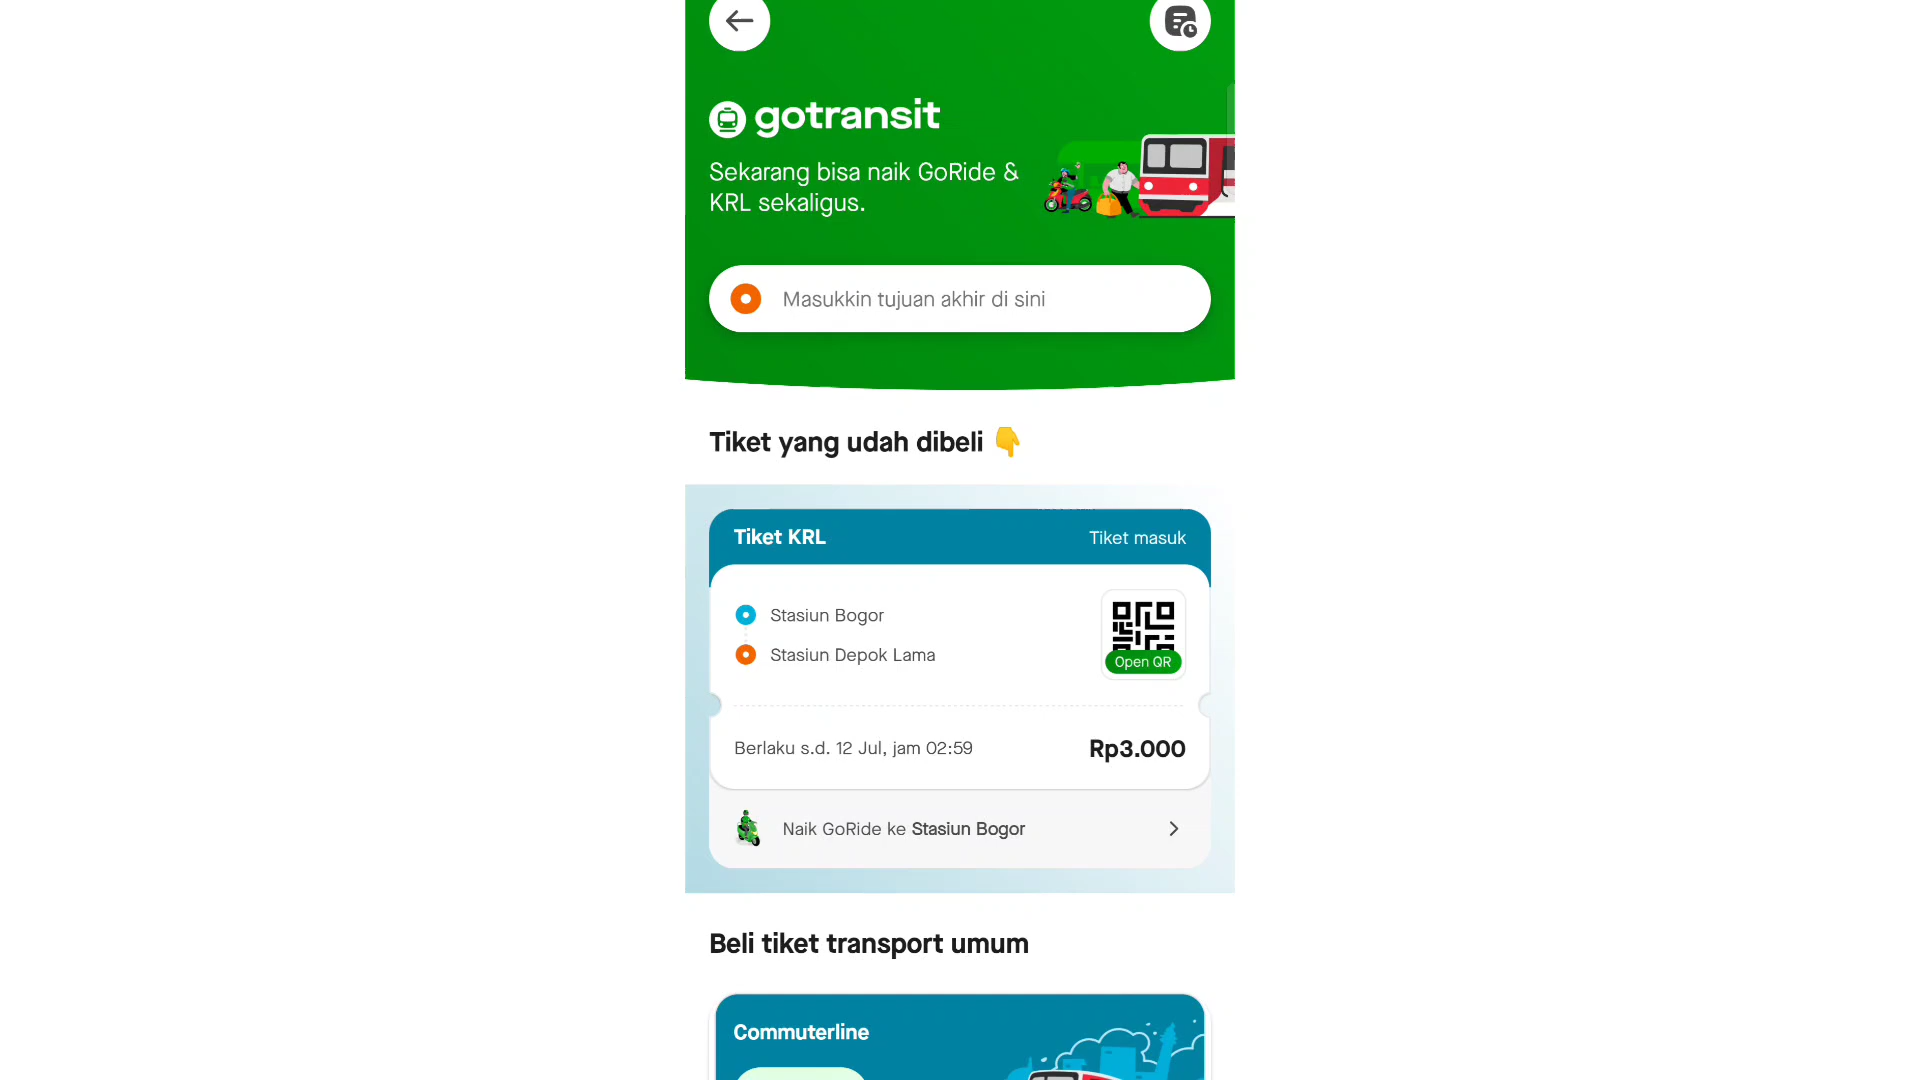 gotransit
Sekarang bisa naik GoRide &
KRL sekaligus.
Masukkin tujuan akhir di sini
Tiket yang udah dibeli 👇
Tiket KRL
Tiket masuk
Stasiun Bogor
Stasiun Depok Lama
Open QR
Berlaku s.d. 12 Jul, jam 02:59
Rp3.000
Naik GoRide ke Stasiun Bogor
Beli tiket transport umum
Commuterline